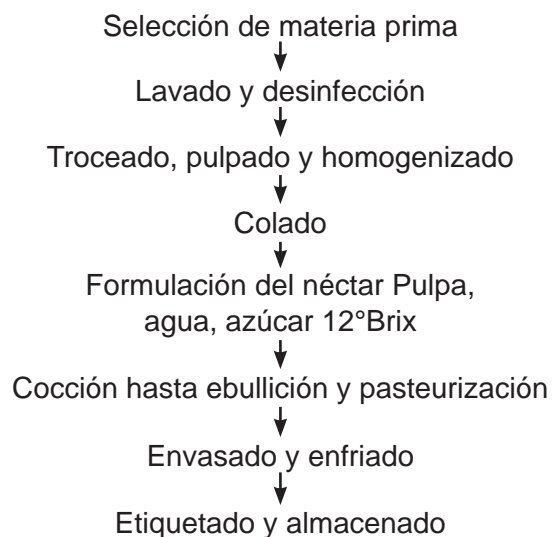 Selección de materia prima
Lavado y desinfección
Troceado, pulpado y homogenizado
Colado
Formulación del néctar Pulpa,
agua, azúcar 12°Brix
Cocción hasta ebullición y pasteurización
Envasado y enfriado
Etiquetado y almacenado